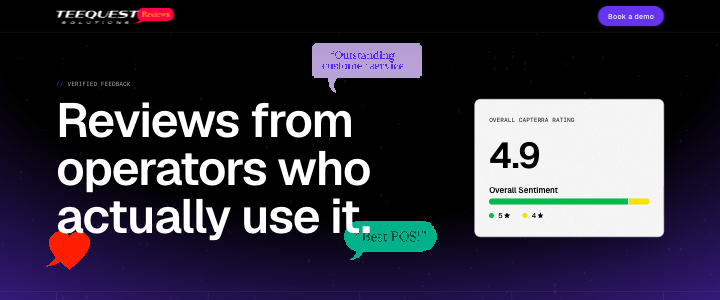 TEEQUEST Reviews
SOLUTIONS
Book a demo
"Outstanding
customer service"
// VERIFIED FEEDBACK
Reviews from
operators who
actually use it.
"Best POS!"
OVERALL CAPTERRA RATING
4.9
Overall Sentiment
5★ 4★